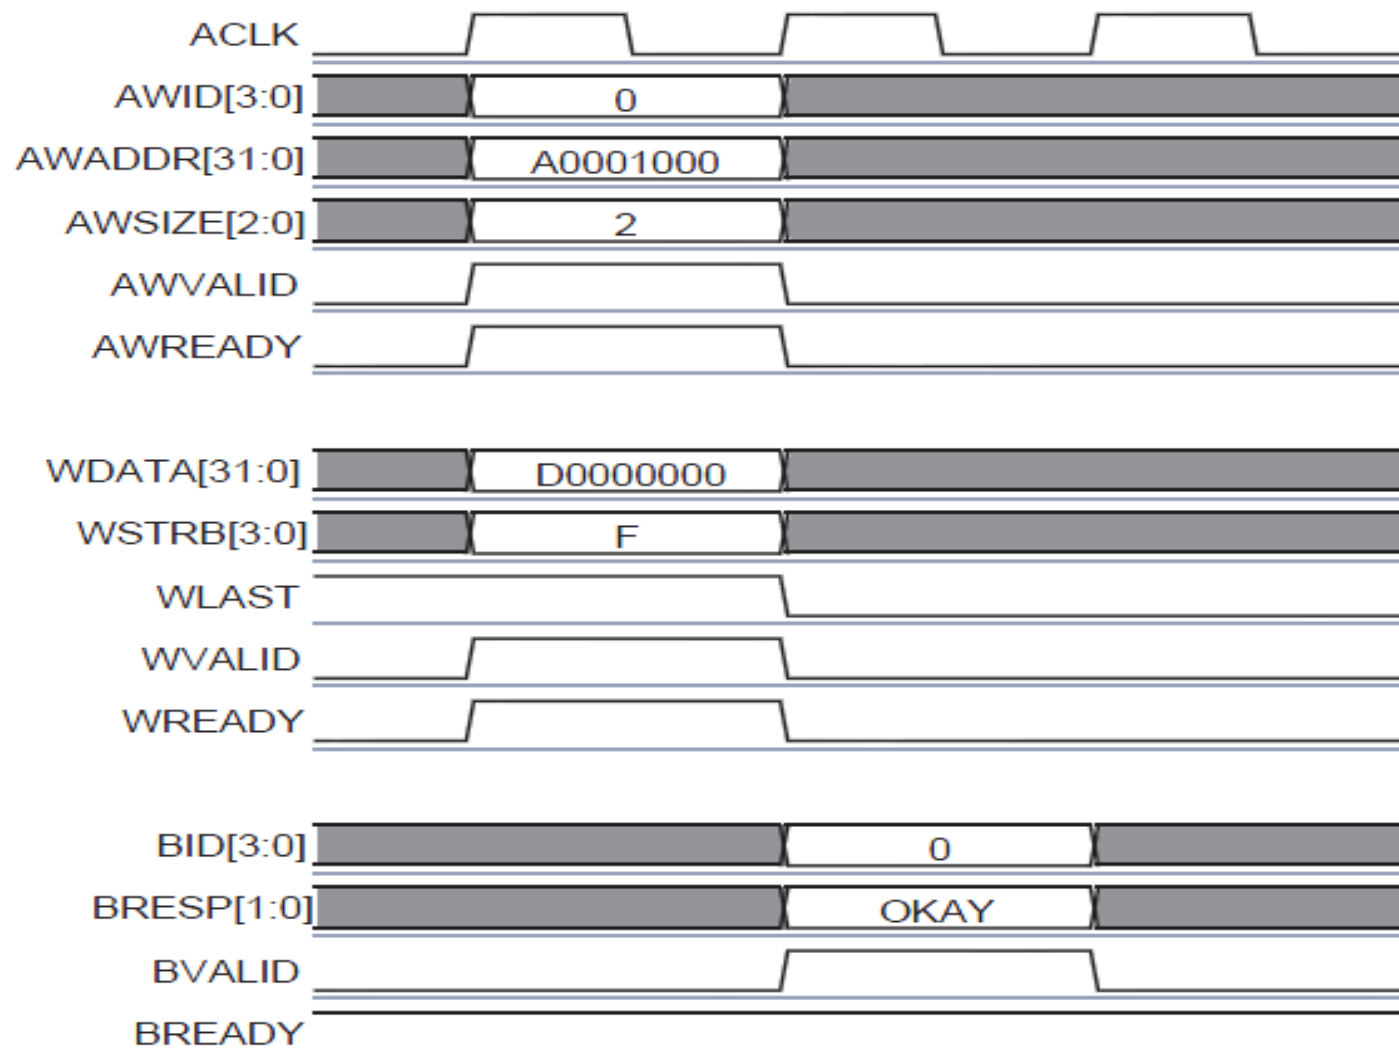 ACLK
AWID[3:0] 0
AWADDR[31:0] A0001000
AWSIZE[2:0] 2
AWVALID
AWREADY
WDATA[31:0] D0000000
WSTRB[3:0] F
WLAST
WVALID
WREADY
BID[3:0] 0
BRESP[1:0] OKAY
BVALID
BREADY